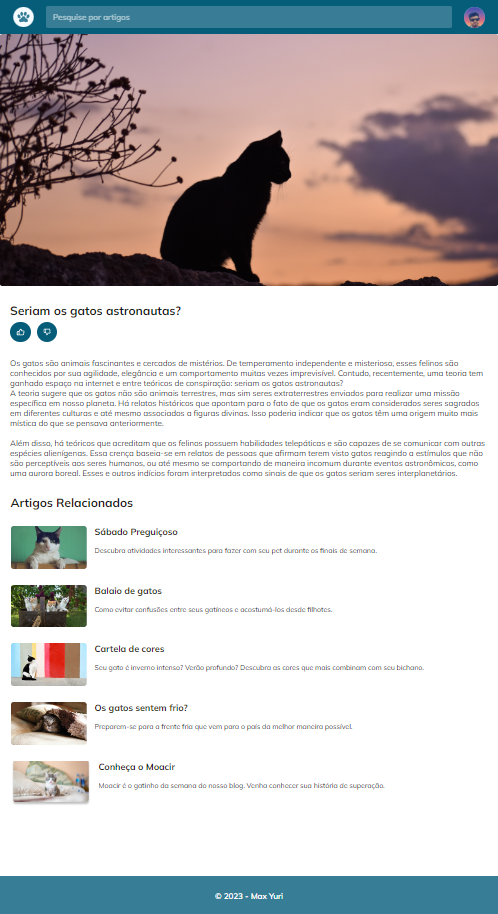 Pesquise por artigos
Seriam os gatos astronautas?
Os gatos são animais fascinantes e cercados de mistérios. De temperamento independente e misterioso, esses felinos são
conhecidos por sua agilidade, elegância e um comportamento muitas vezes imprevisível. Contudo, recentemente, uma teoria tem
ganhado espaço na internet e entre teóricos de conspiração: seriam os gatos astronautas?
A teoria sugere que os gatos não são animais terrestres, mas sim seres extraterrestres enviados para realizar uma missão
específica em nosso planeta. Há relatos históricos que apontam para o fato de que os gatos eram considerados seres sagrados
em diferentes culturas e até mesmo associados a figuras divinas. Isso poderia indicar que os gatos têm uma origem muito mais
mística do que se pensava anteriormente.
Além disso, há teóricos que acreditam que os felinos possuem habilidades telepáticas e são capazes de se comunicar com outras
espécies alienígenas. Essa crença baseia-se em relatos de pessoas que afirmam terem visto gatos reagindo a estímulos que não
são perceptíveis aos seres humanos, ou até mesmo se comportando de maneira incomum durante eventos astronômicos, como
uma aurora boreal. Esses e outros indícios foram interpretados como sinais de que os gatos seriam seres interplanetários.
Artigos Relacionados
Sábado Preguiçoso
Descubra atividades interessantes para fazer com seu pet durante os finais de semana.
Balaio de gatos
Como evitar confusões entre seus gatíneos e acostumá-los desde filhotes.
Cartela de cores
Seu gato é inverno intenso? Verão profundo? Descubra as cores que mais combinam com seu bichano.
Os gatos sentem frio?
Preparem-se para a frente fria que vem para o país da melhor maneira possível.
Conheça o Moacir
Moacir é o gatinho da semana do nosso blog. Venha conhecer sua história de superação.
© 2023 - Max Yuri